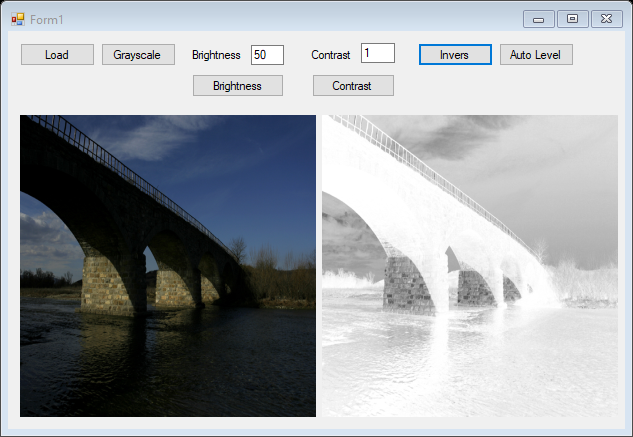 Form1
Load Grayscale Brightness 50 Contrast 1 Invers Auto Level
Brightness Contrast